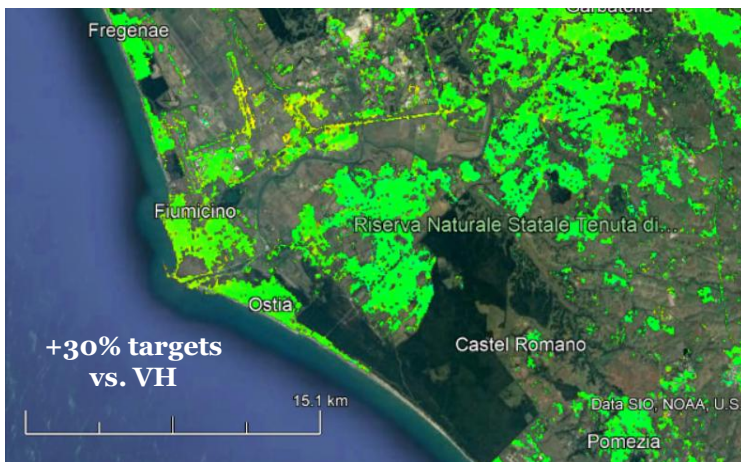 Garbatella
Fregenae
Fiumicino
Riserva Naturale Statale Tenuta di...
Ostia
+30% targets
vs. VH
Castel Romano
15.1 km
Data SIO, NOAA, U.S
Pomezia